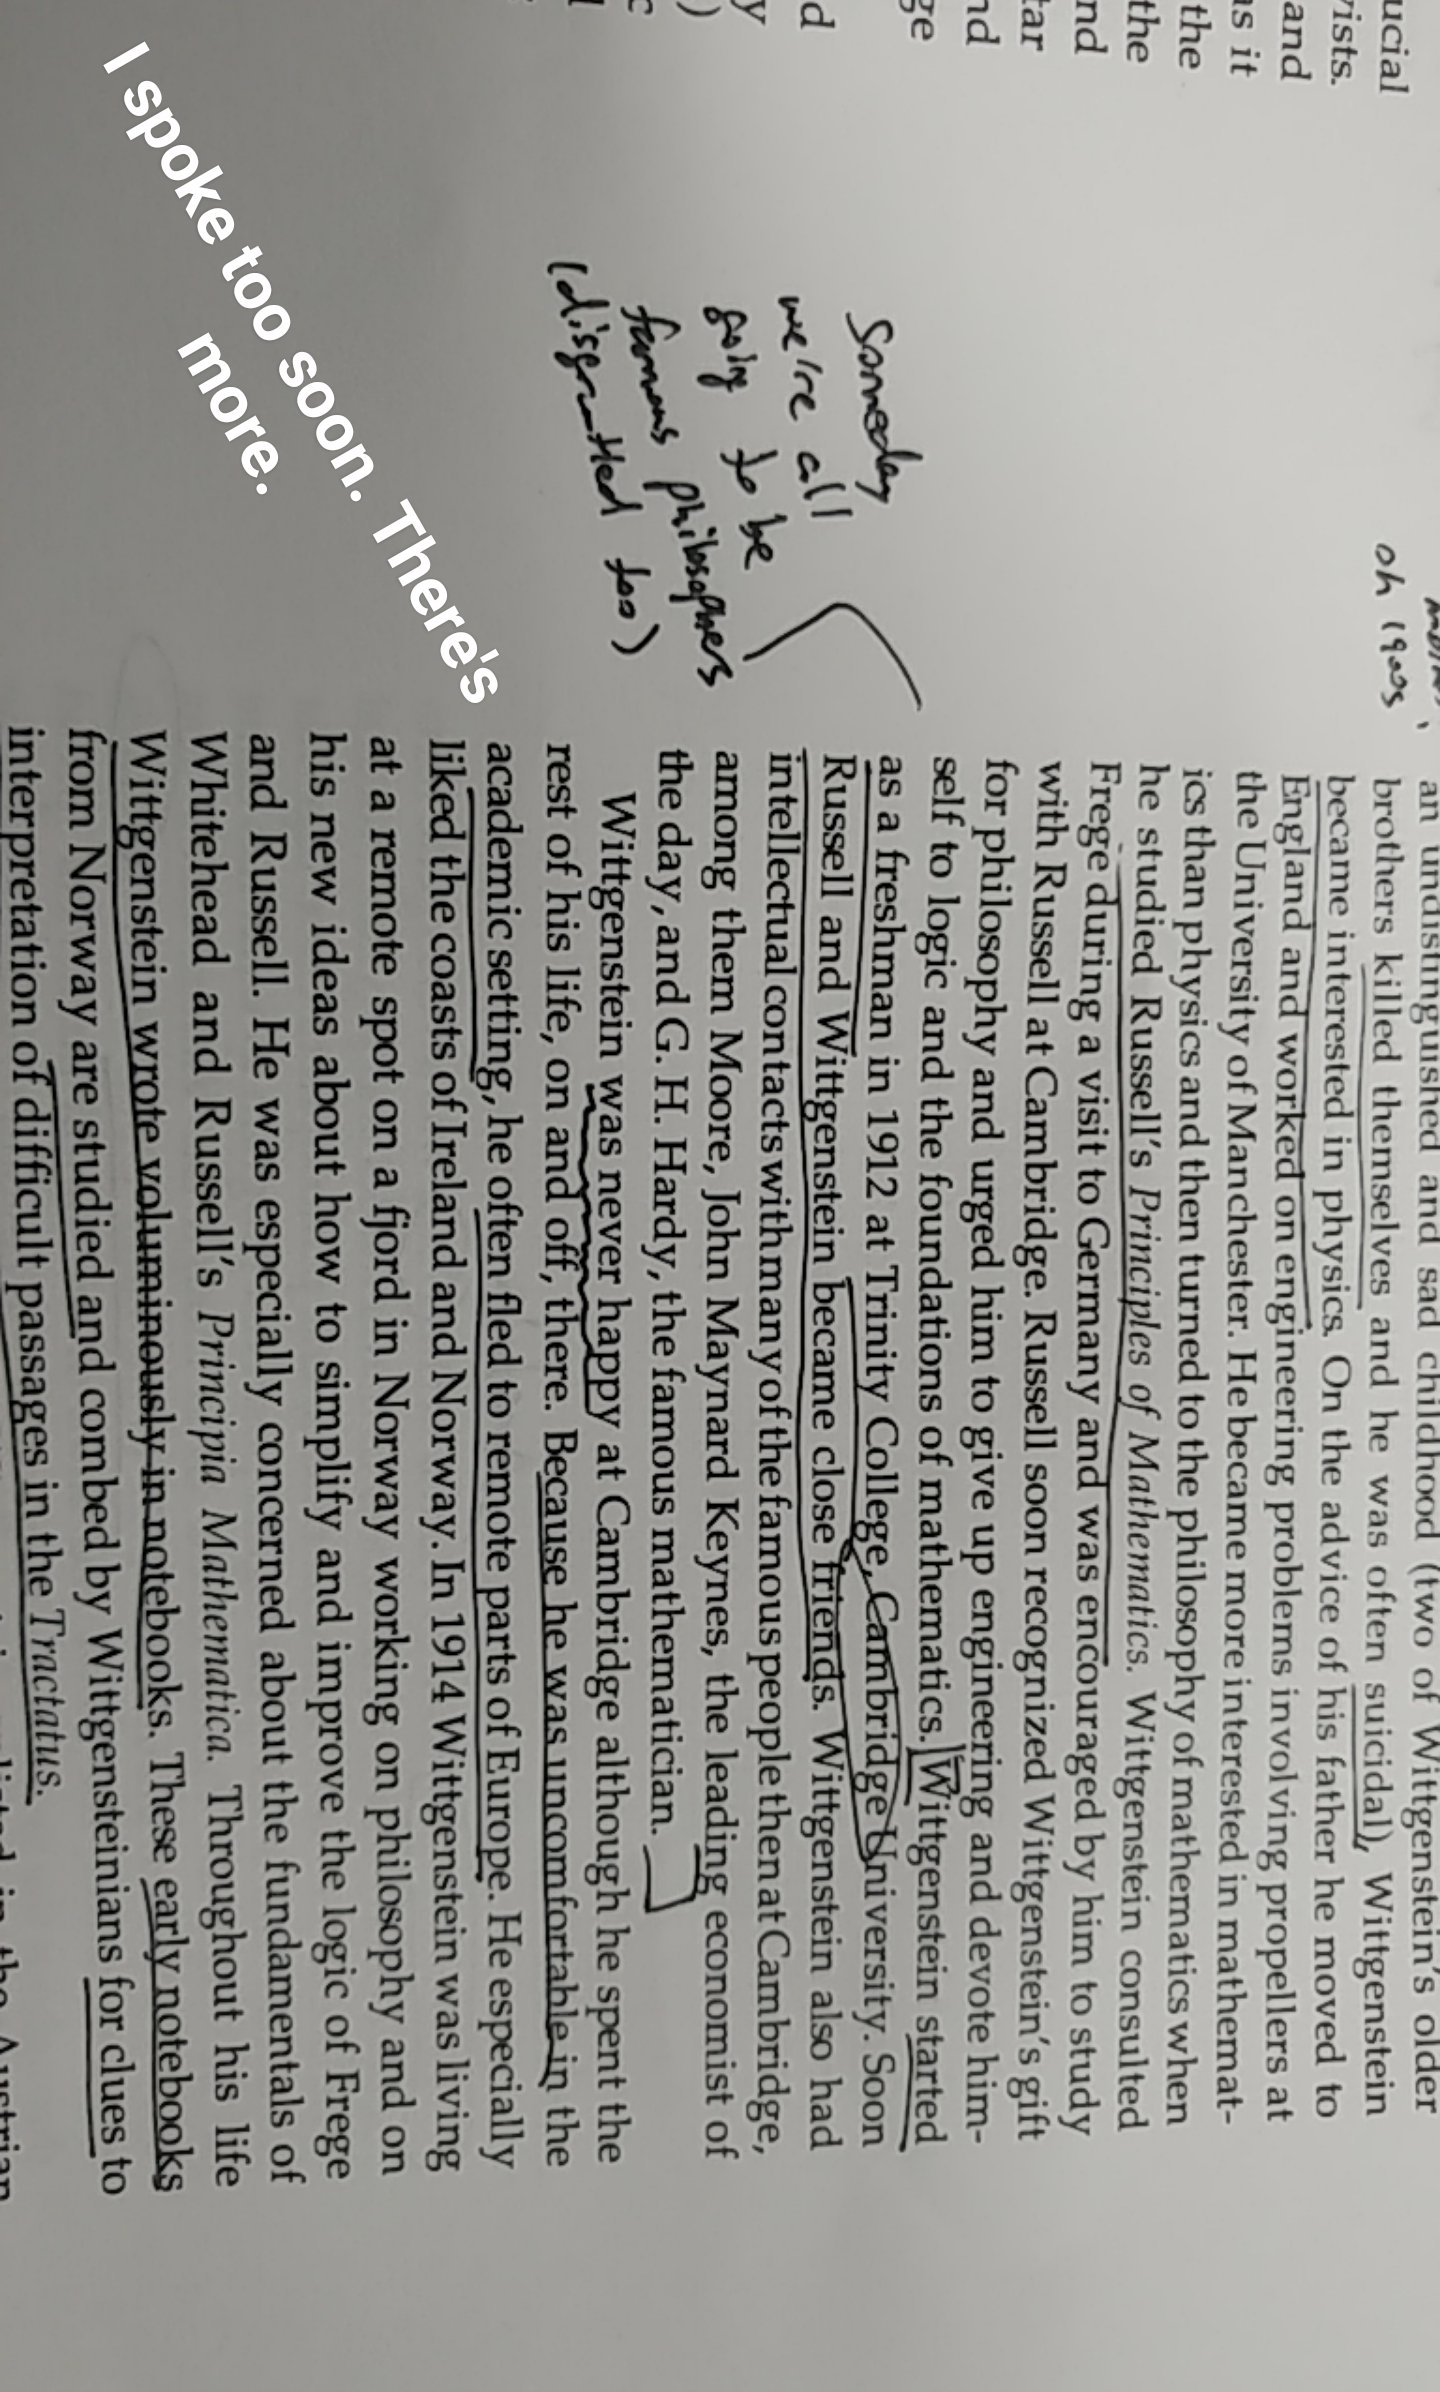 ucial
ists.
and
as it
the
the
nd
tar
nd
ge
d
y
)
c
oh 1900s
Someday
we're all
going to be
famous philosophers
(disgruntled too)
I spoke too soon. There's
more.
an undistinguished and sad childhood (two of Wittgenstein's older
brothers killed themselves and he was often suicidal), Wittgenstein
became interested in physics. On the advice of his father he moved to
England and worked on engineering problems involving propellers at
the University of Manchester. He became more interested in mathemat-
ics than physics and then turned to the philosophy of mathematics when
he studied Russell's Principles of Mathematics. Wittgenstein consulted
Frege during a visit to Germany and was encouraged by him to study
with Russell at Cambridge. Russell soon recognized Wittgenstein's gift
for philosophy and urged him to give up engineering and devote him-
self to logic and the foundations of mathematics. Wittgenstein started
as a freshman in 1912 at Trinity College, Cambridge University. Soon
Russell and Wittgenstein became close friends. Wittgenstein also had
intellectual contacts with many of the famous people then at Cambridge,
among them Moore, John Maynard Keynes, the leading economist of
the day, and G. H. Hardy, the famous mathematician.
Wittgenstein was never happy at Cambridge although he spent the
rest of his life, on and off, there. Because he was uncomfortable in the
academic setting, he often fled to remote parts of Europe. He especially
liked the coasts of Ireland and Norway. In 1914 Wittgenstein was living
at a remote spot on a fjord in Norway working on philosophy and on
his new ideas about how to simplify and improve the logic of Frege
and Russell. He was especially concerned about the fundamentals of
Whitehead and Russell's Principia Mathematica. Throughout his life
Wittgenstein wrote voluminously in notebooks. These early notebooks
from Norway are studied and combed by Wittgensteinians for clues to
interpretation of difficult passages in the Tractatus.
in the Austrian